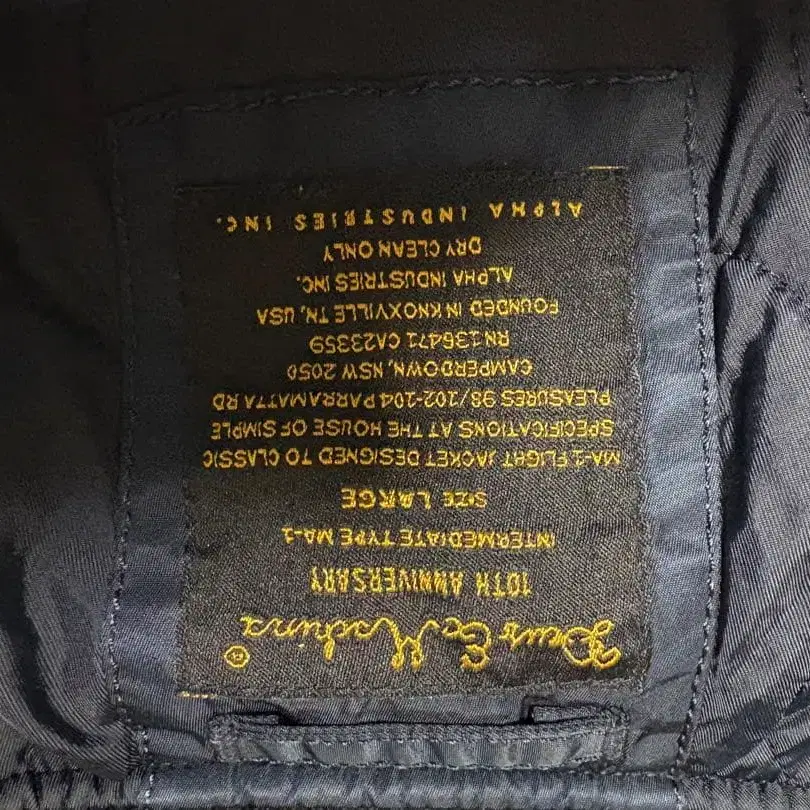 Deus Ex Machina ®
10TH ANNIVERSARY
INTERMEDIATE TYPE MA-1
SIZE LARGE
MA-1 FLIGHT JACKET DESIGNED TO CLASSIC
SPECIFICATIONS AT THE HOUSE OF SIMPLE
PLEASURES 98/102-104 PARRAMATTA RD
CAMPERDOWN, NSW 2050
RN136471 CA23359
FOUNDED IN KNOXVILLE TN, USA
ALPHA INDUSTRIES INC.
DRY CLEAN ONLY
ALPHA INDUSTRIES INC.